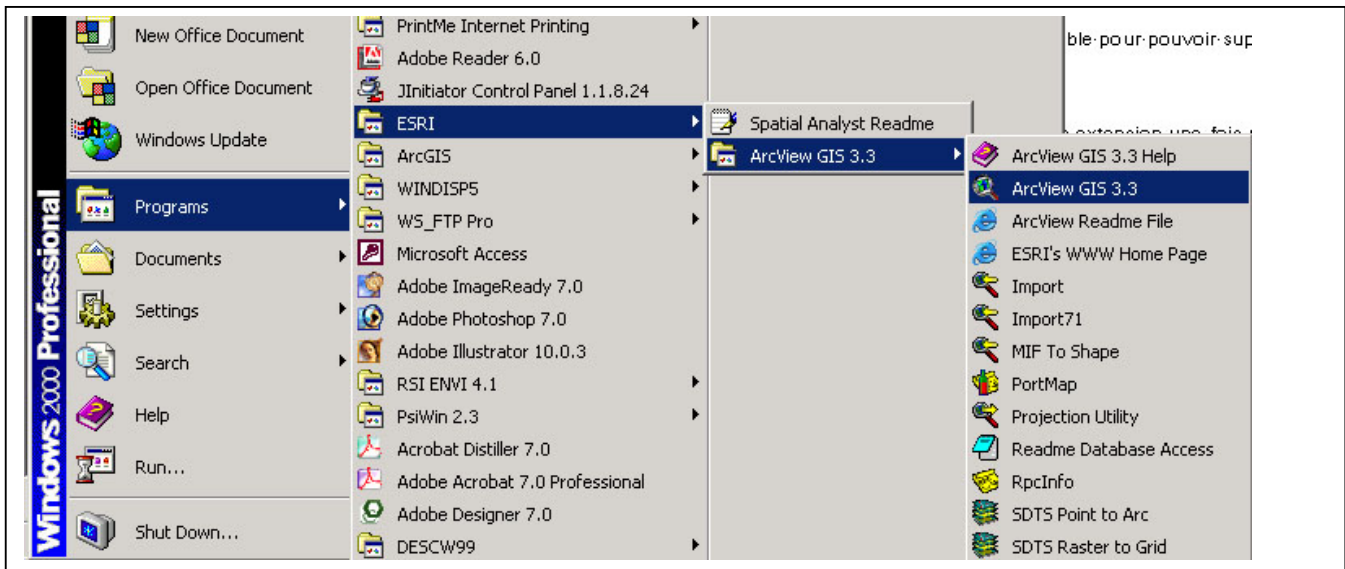 Windows 2000 Professional
New Office Document
Open Office Document
Windows Update
Programs
Documents
Settings
Search
Help
Run...
Shut Down...
PrintMe Internet Printing
Adobe Reader 6.0
JInitiator Control Panel 1.1.8.24
ESRI
ArcGIS
WINDISP5
WS_FTP Pro
Microsoft Access
Adobe ImageReady 7.0
Adobe Photoshop 7.0
Adobe Illustrator 10.0.3
RSI ENVI 4.1
PsiWin 2.3
Acrobat Distiller 7.0
Adobe Acrobat 7.0 Professional
Adobe Designer 7.0
DESCW99
Spatial Analyst Readme
ArcView GIS 3.3
ArcView GIS 3.3 Help
ArcView GIS 3.3
ArcView Readme File
ESRI's WWW Home Page
Import
Import71
MIF To Shape
PortMap
Projection Utility
Readme Database Access
RpcInfo
SDTS Point to Arc
SDTS Raster to Grid
ble·pour·pouvoir·sup